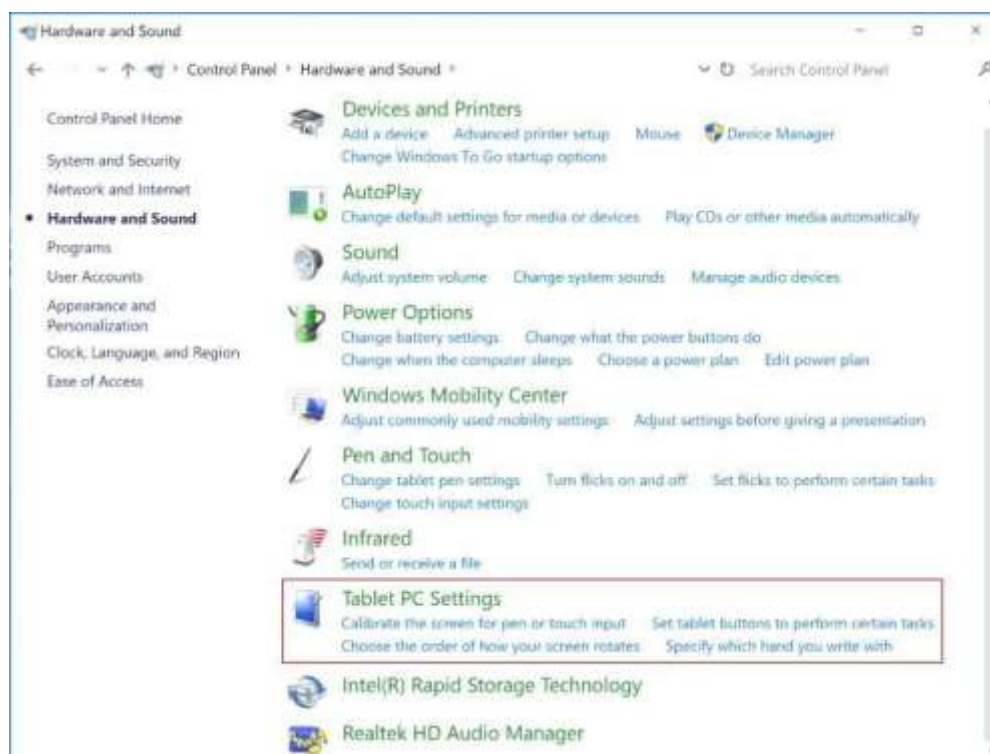 Hardware and Sound
Control Panel Hardware and Sound
Search Control Panel
Control Panel Home
System and Security
Network and Internet
Hardware and Sound
Programs
User Accounts
Appearance and
Personalization
Clock, Language, and Region
Ease of Access
Devices and Printers
Add a device Advanced printer setup Mouse Device Manager
Change Windows To Go startup options
AutoPlay
Change default settings for media or devices Play CDs or other media automatically
Sound
Adjust system volume Change system sounds Manage audio devices
Power Options
Change battery settings Change what the power buttons do
Change when the computer sleeps Choose a power plan Edit power plan
Windows Mobility Center
Adjust commonly used mobility settings Adjust settings before giving a presentation
Pen and Touch
Change tablet pen settings Turn flicks on and off Set flicks to perform certain tasks
Change touch input settings
Infrared
Send or receive a file
Tablet PC Settings
Calibrate the screen for pen or touch input Set tablet buttons to perform certain tasks
Choose the order of how your screen rotates Specify which hand you write with
Intel(R) Rapid Storage Technology
Realtek HD Audio Manager